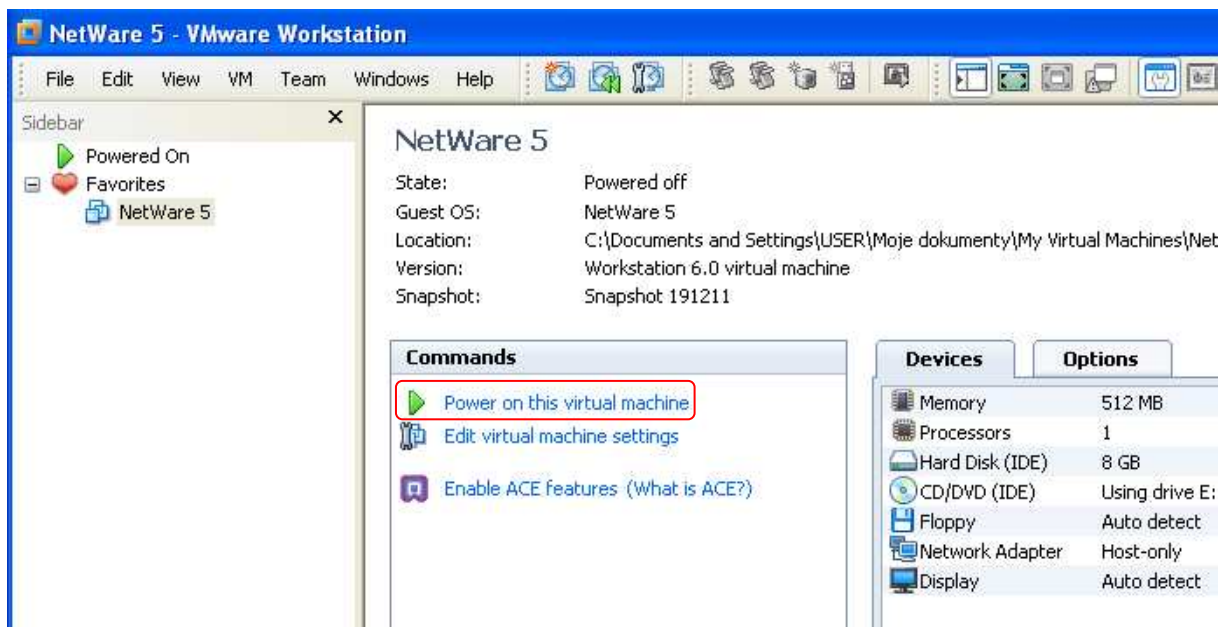 NetWare 5 - VMware Workstation
File Edit View VM Team Windows Help
Sidebar
Powered On
Favorites
NetWare 5
NetWare 5
State: Powered off
Guest OS: NetWare 5
Location: C:\Documents and Settings\USER\Moje dokumenty\My Virtual Machines\Net
Version: Workstation 6.0 virtual machine
Snapshot: Snapshot 191211
Commands
Power on this virtual machine
Edit virtual machine settings
Enable ACE features (What is ACE?)
Devices Options
Memory 512 MB
Processors 1
Hard Disk (IDE) 8 GB
CD/DVD (IDE) Using drive E:
Floppy Auto detect
Network Adapter Host-only
Display Auto detect